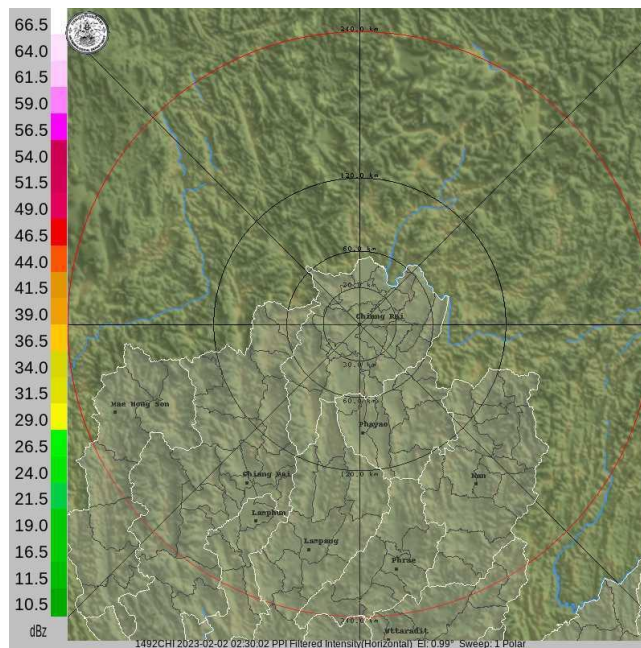 66.5
64.0
61.5
59.0
56.5
54.0
51.5
49.0
46.5
44.0
41.5
39.0
36.5
34.0
31.5
29.0
26.5
24.0
21.5
19.0
16.5
11.5
10.5
dBz
240.0 km
120.0 km
60.0 km
Chiang Rai
30.0 km
60.0 km
Mae Hong Son
Phayao
120.0 km
Chiang Mai
Nan
Lamphun
Lampang
Phrae
240.0 km
Uttaradit
1492CHI 2023-02-02 02:30:02 PPI Filtered Intensity(Horizontal) El: 0.99° Sweep: 1 Polar